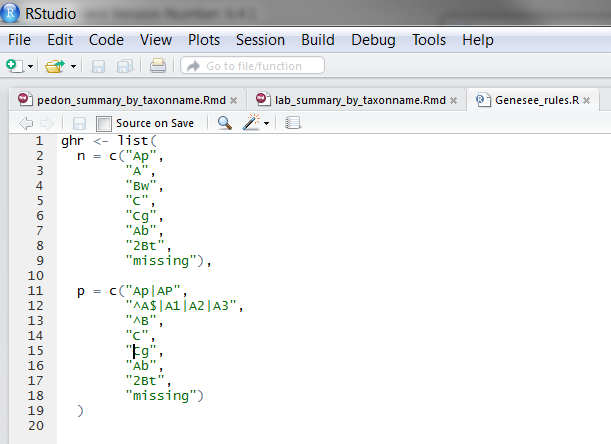 RStudio
File Edit Code View Plots Session Build Debug Tools Help
Go to file/function
pedon_summary_by_taxonname.Rmd × lab_summary_by_taxonname.Rmd × Genesee_rules.R ×
Source on Save
1 ghr <- list(
2   n = c("Ap",
3         "A",
4         "Bw",
5         "C",
6         "Cg",
7         "Ab",
8         "2Bt",
9         "missing"),
10
11   p = c("Ap|AP",
12         "^A$|A1|A2|A3",
13         "^B",
14         "C",
15         "Cg",
16         "Ab",
17         "2Bt",
18         "missing")
19   )
20